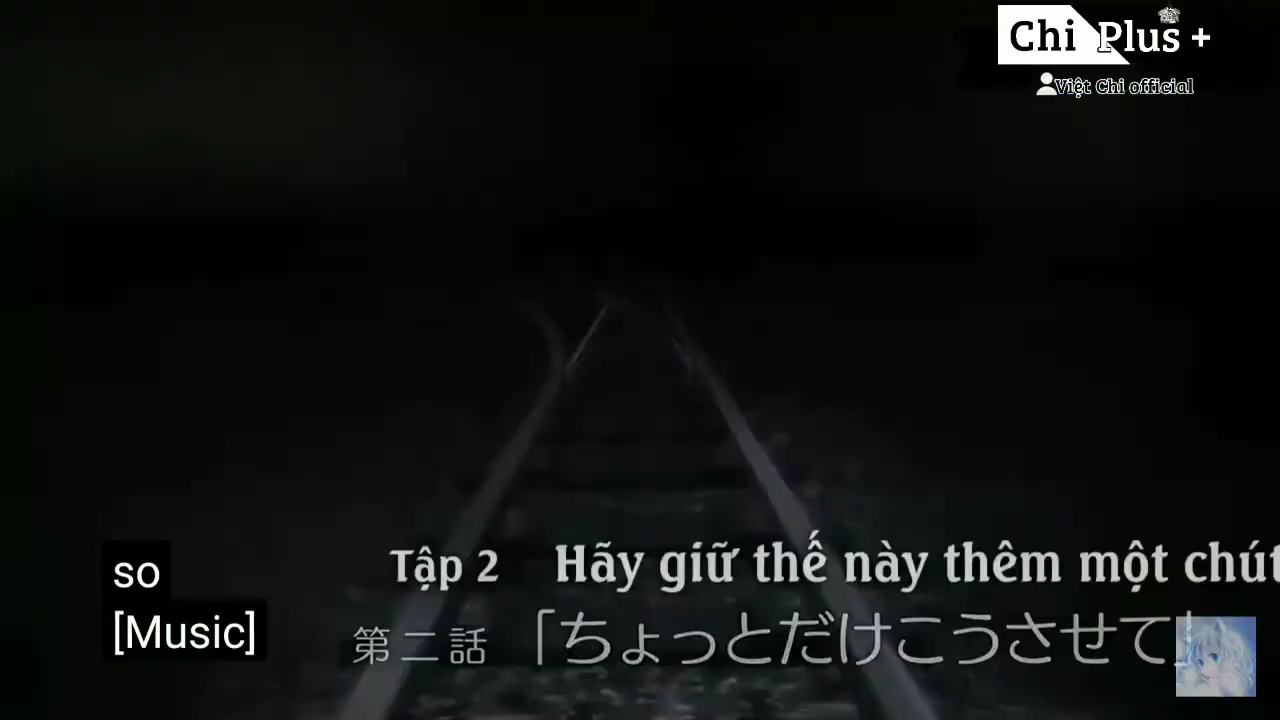 Chi Plus +
Việt Chi official
Tập 2 Hãy giữ thế này thêm một chút
第二話 「ちょっとだけこうさせて」
so
[Music]